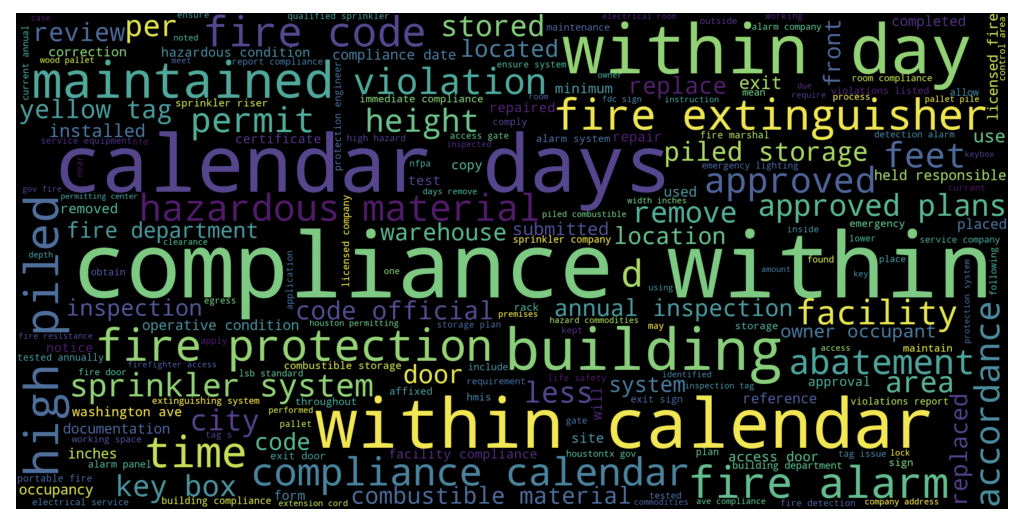 case
ensure
qualified sprinkler
electrical room
outside
working
completed
review
per
noted
fire code
stored
maintenance
alarm company
within day
front
licensed fire
control area
current annual
correction
hazardous condition
compliance date
located
ensure system
owner
wood pallet
meet
report compliance
maintained
violation
immediate compliance
minimum
replace
exit
room compliance
mean
due
require
violations listed
process
allow
pallet pile
yellow tag
sprinkler riser
protection engineer
room
fdc sign
instruction
repaired
comply
fire extinguisher
installed
permit
height
service equipment
nfd
certificate
high hazard
access gate
alarm system
repair
fire marshal
detection alarm
use
inspected
calendar days
piled storage
feet
keybox
near
nfpa
copy
emergency lighting
test
gov fire
days remove
used
approved
held responsible
current
permitting center
removed
hazardous material
width inches
remove
approved plans
piled combustible
submitted
fire department
warehouse
sprinkler company
location
inside
emergency
placed
clearance
licensed company
lower
service company
depth
compliance within
d
found
place
key
obtain
application
one
using
amount
following
high piled
egress
rack
hazard commodities
premises
protection system
inspection
code official
annual inspection
facility
operative condition
houston permitting
storage plan
kept
may
storage
owner occupant
fire resistance
notice
apply
fire protection
building
access
maintain
tested annually
fire door
firefighter access
lsb standard
combustible storage
include
life safety
identified
approval
abatement
sprinkler system
door
requirement
exit sign
system
inspection tag
area
accordance
extinguishing system
throughout
hmis
affixed
less
will
reference
violations report
washington ave
performed
city
pallet
within calendar
documentation
working space
tag s
gate
tag issue
lock
time
code
facility compliance
site
houstontx gov
sign
replaced
inches
exit door
plan
access door
building department
alarm panel
portable fire
key box
compliance calendar
fire alarm
occupancy
form
combustible material
tested
commodities
electrical service
building compliance
extension cord
ave compliance
fire detection
company address